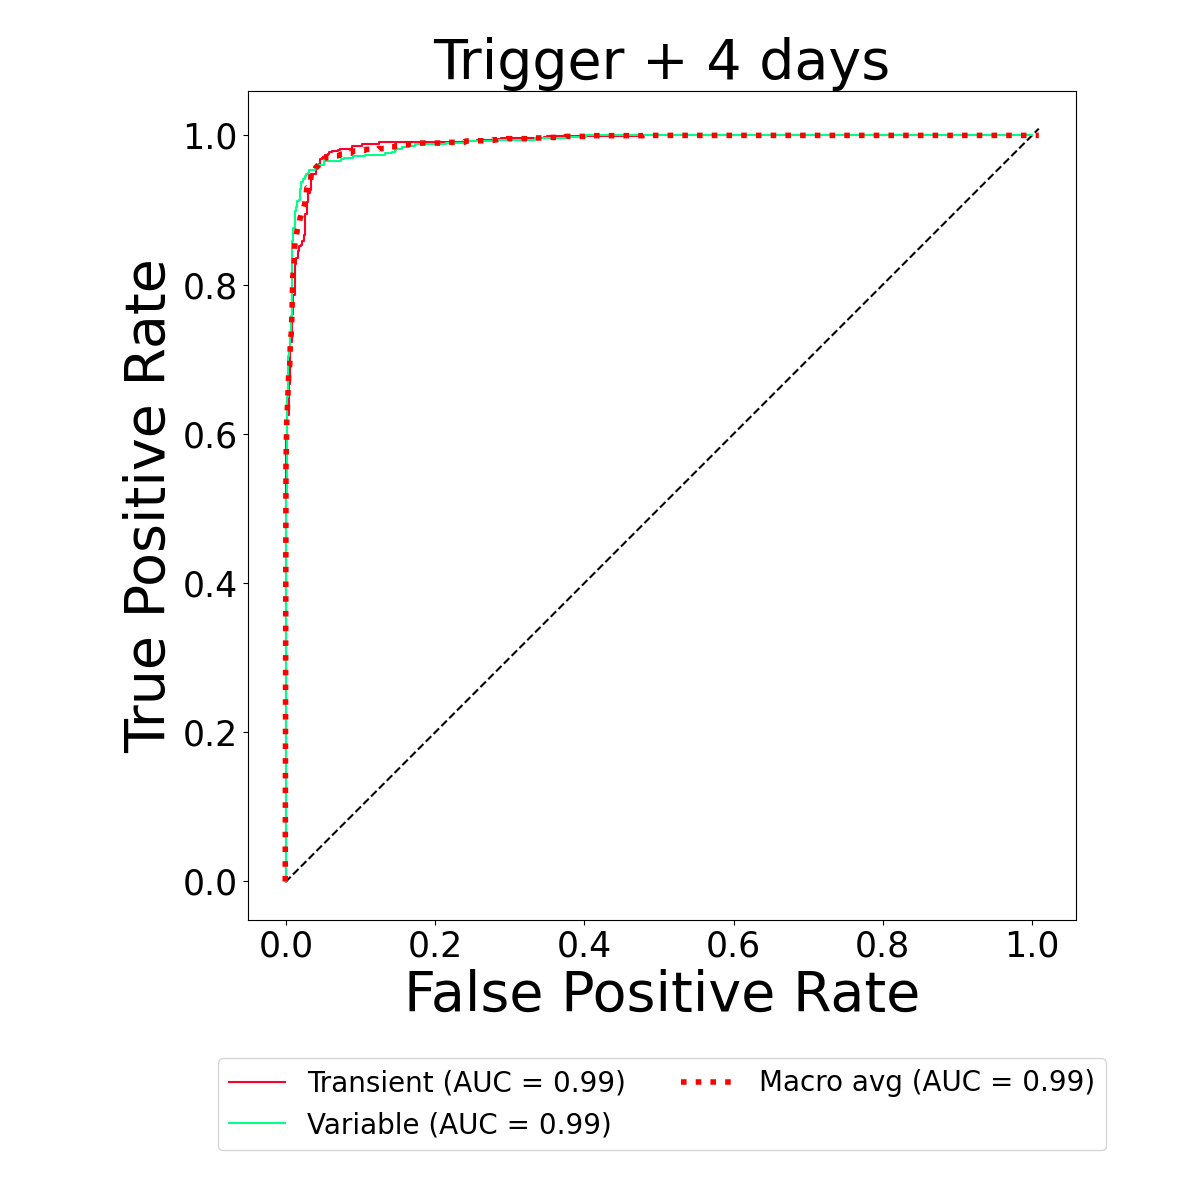 Trigger + 4 days
True Positive Rate
1.0
0.8
0.6
0.4
0.2
0.0
0.0 0.2 0.4 0.6 0.8 1.0
False Positive Rate
Transient (AUC = 0.99) Macro avg (AUC = 0.99)
Variable (AUC = 0.99)